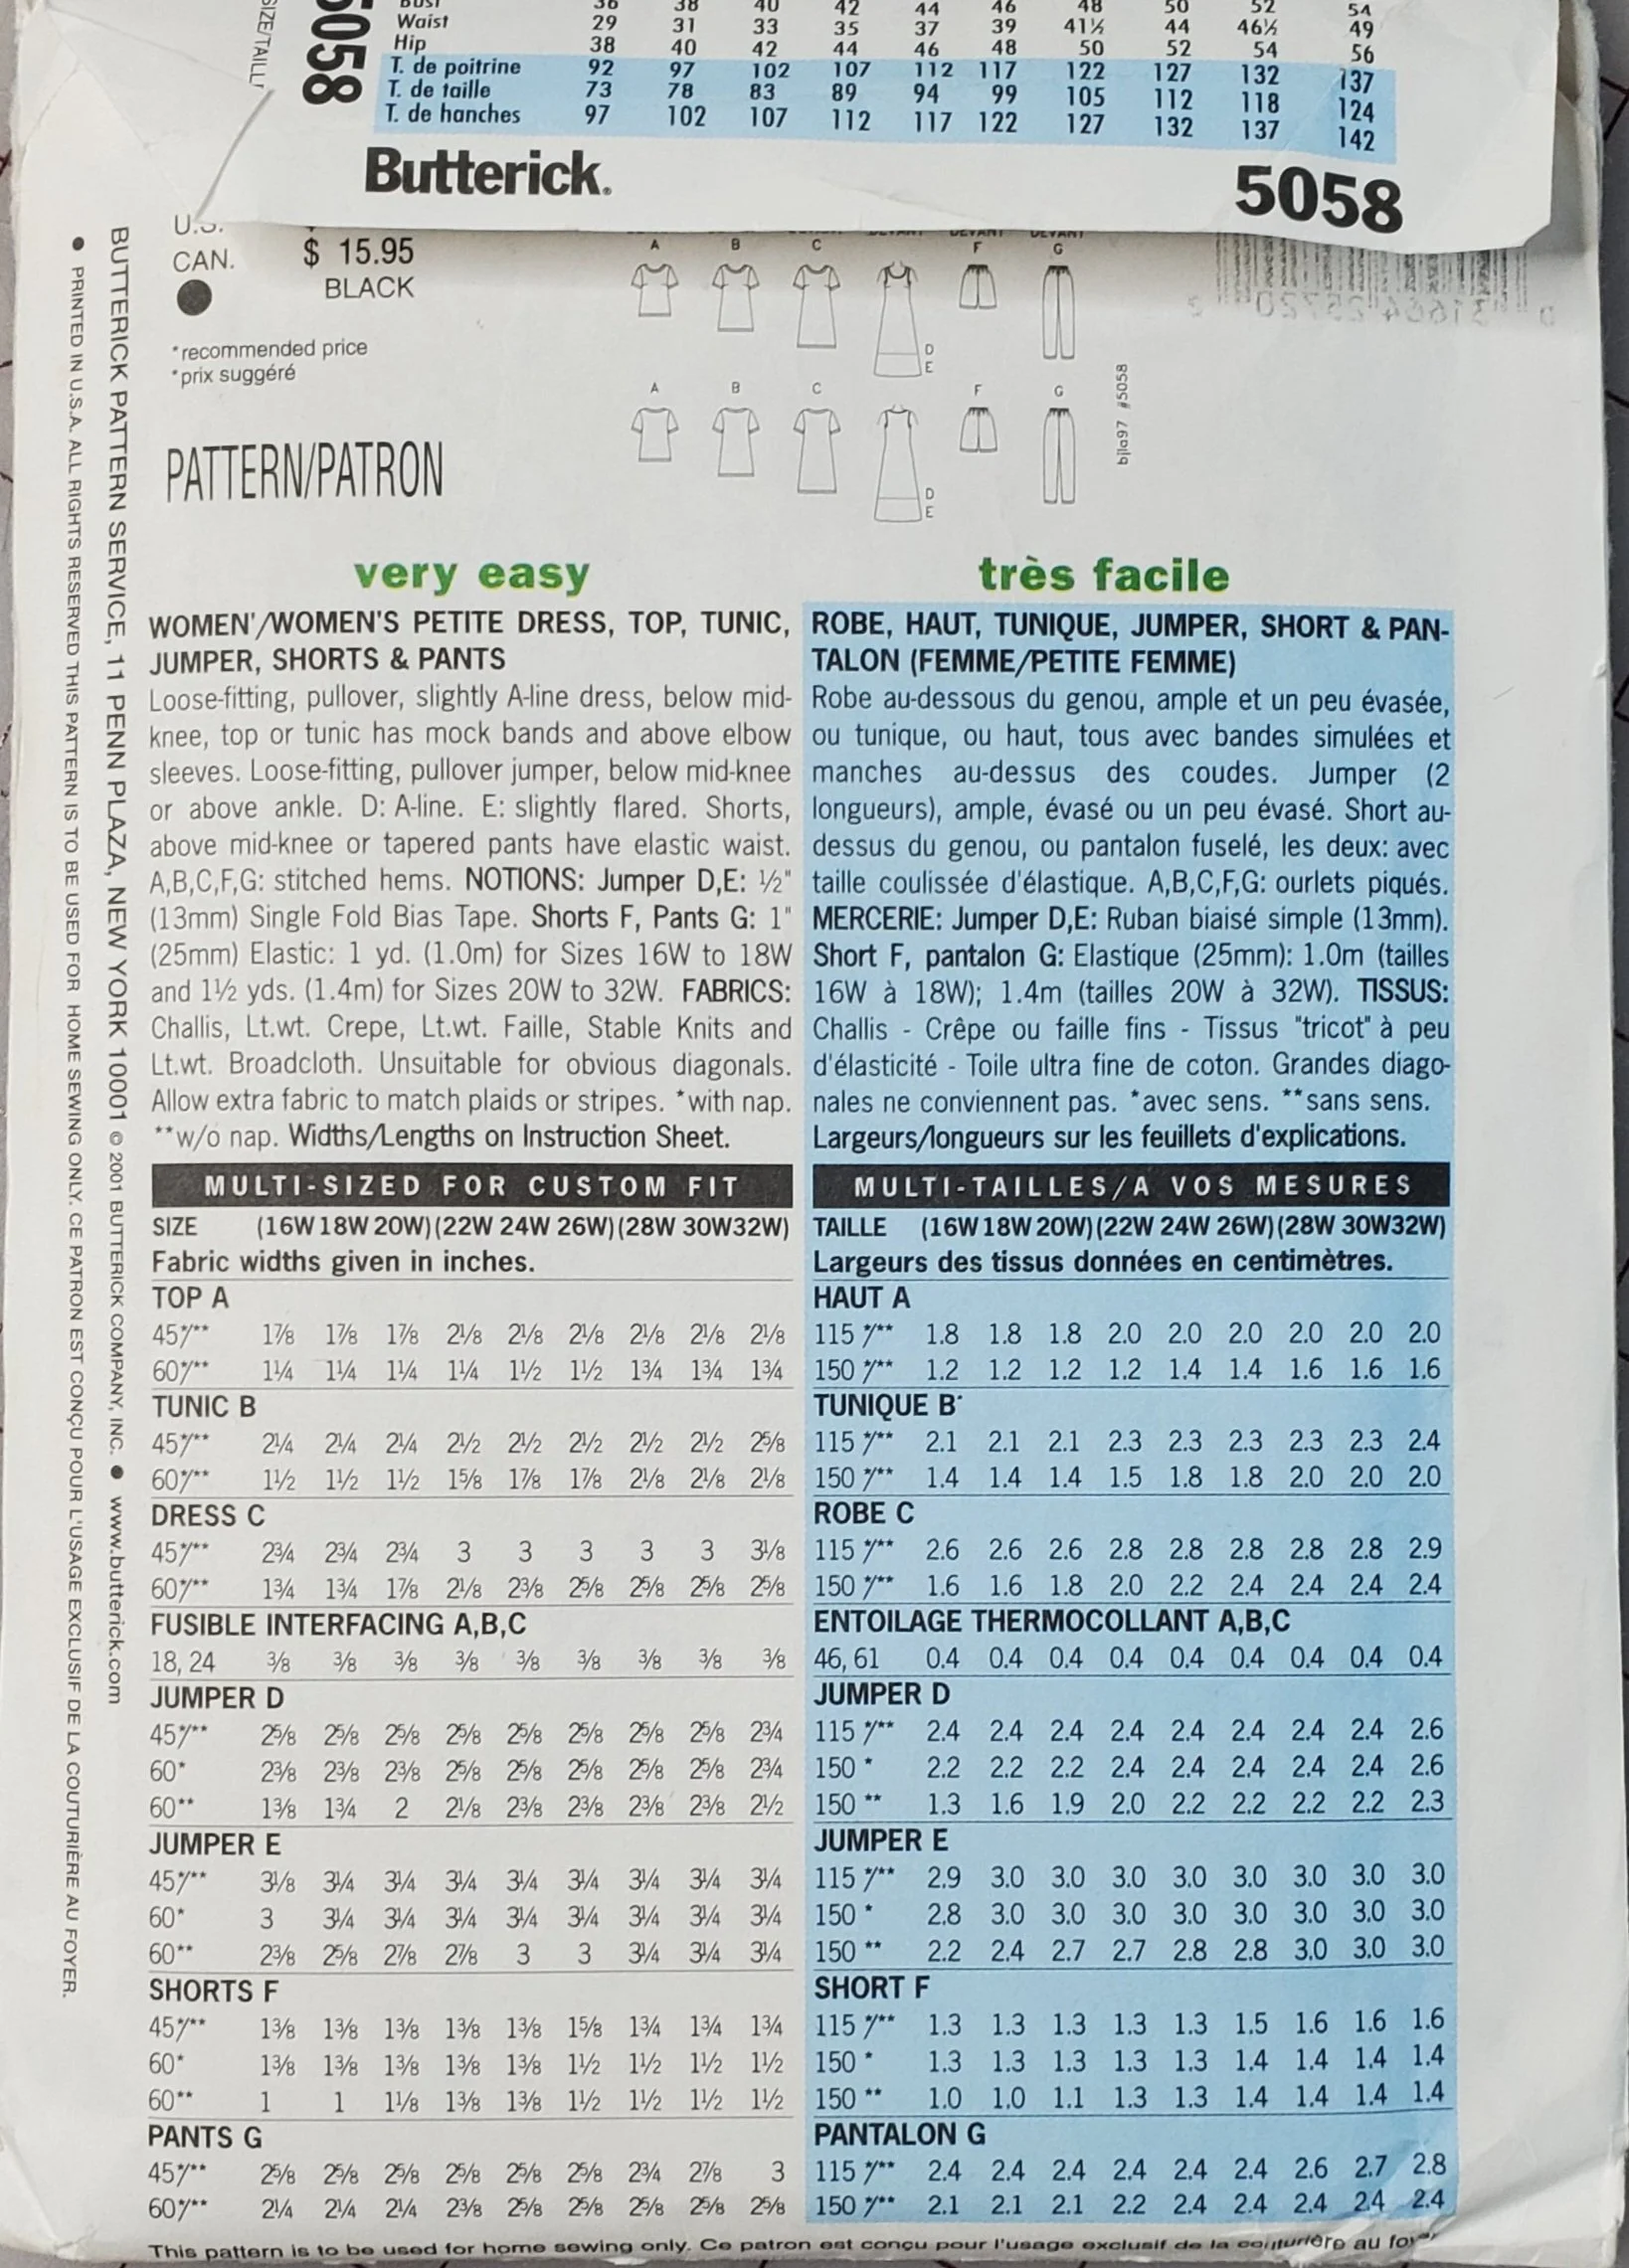 SIZE/TAILL
5058
Bust 36 38 40 42 44 46 48 50 52 54
Waist 29 31 33 35 37 39 41½ 44 46½ 49
Hip 38 40 42 44 46 48 50 52 54 56
T. de poitrine 92 97 102 107 112 117 122 127 132 137
T. de taille 73 78 83 89 94 99 105 112 118 124
T. de hanches 97 102 107 112 117 122 127 132 137 142
Butterick. 5058
U.S.
CAN. $ 15.95
BLACK
*recommended price
*prix suggéré
DEVANT DEVANT DEVANT
A B C F G
D
E
A B C F G
D
E
bjla97 #5058
0 31664 25720 2
PATTERN/PATRON
BUTTERICK PATTERN SERVICE, 11 PENN PLAZA, NEW YORK 10001 © 2001 BUTTERICK COMPANY, INC. ● www.butterick.com
● PRINTED IN U.S.A. ALL RIGHTS RESERVED THIS PATTERN IS TO BE USED FOR HOME SEWING ONLY. CE PATRON EST CONÇU POUR L'USAGE EXCLUSIF DE LA COUTURIÈRE AU FOYER.
very easy
WOMEN'/WOMEN'S PETITE DRESS, TOP, TUNIC,
JUMPER, SHORTS & PANTS
Loose-fitting, pullover, slightly A-line dress, below mid-
knee, top or tunic has mock bands and above elbow
sleeves. Loose-fitting, pullover jumper, below mid-knee
or above ankle. D: A-line. E: slightly flared. Shorts,
above mid-knee or tapered pants have elastic waist.
A,B,C,F,G: stitched hems. NOTIONS: Jumper D,E: ½"
(13mm) Single Fold Bias Tape. Shorts F, Pants G: 1"
(25mm) Elastic: 1 yd. (1.0m) for Sizes 16W to 18W
and 1½ yds. (1.4m) for Sizes 20W to 32W. FABRICS:
Challis, Lt.wt. Crepe, Lt.wt. Faille, Stable Knits and
Lt.wt. Broadcloth. Unsuitable for obvious diagonals.
Allow extra fabric to match plaids or stripes. *with nap.
**w/o nap. Widths/Lengths on Instruction Sheet.
MULTI-SIZED FOR CUSTOM FIT
SIZE (16W 18W 20W) (22W 24W 26W) (28W 30W32W)
Fabric widths given in inches.
TOP A
45*/** 1⅞ 1⅞ 1⅞ 2⅛ 2⅛ 2⅛ 2⅛ 2⅛ 2⅛
60*/** 1¼ 1¼ 1¼ 1¼ 1½ 1½ 1¾ 1¾ 1¾
TUNIC B
45*/** 2¼ 2¼ 2¼ 2½ 2½ 2½ 2½ 2½ 2⅝
60*/** 1½ 1½ 1½ 1⅝ 1⅞ 1⅞ 2⅛ 2⅛ 2⅛
DRESS C
45*/** 2¾ 2¾ 2¾ 3 3 3 3 3 3⅛
60*/** 1¾ 1¾ 1⅞ 2⅛ 2⅜ 2⅝ 2⅝ 2⅝ 2⅝
FUSIBLE INTERFACING A,B,C
18, 24 ⅜ ⅜ ⅜ ⅜ ⅜ ⅜ ⅜ ⅜ ⅜
JUMPER D
45*/** 2⅝ 2⅝ 2⅝ 2⅝ 2⅝ 2⅝ 2⅝ 2⅝ 2¾
60* 2⅜ 2⅜ 2⅜ 2⅝ 2⅝ 2⅝ 2⅝ 2⅝ 2¾
60** 1⅜ 1¾ 2 2⅛ 2⅜ 2⅜ 2⅜ 2⅜ 2½
JUMPER E
45*/** 3⅛ 3¼ 3¼ 3¼ 3¼ 3¼ 3¼ 3¼ 3¼
60* 3 3¼ 3¼ 3¼ 3¼ 3¼ 3¼ 3¼ 3¼
60** 2⅜ 2⅝ 2⅞ 2⅞ 3 3 3¼ 3¼ 3¼
SHORTS F
45*/** 1⅜ 1⅜ 1⅜ 1⅜ 1⅜ 1⅝ 1¾ 1¾ 1¾
60* 1⅜ 1⅜ 1⅜ 1⅜ 1⅜ 1½ 1½ 1½ 1½
60** 1 1 1⅛ 1⅜ 1⅜ 1½ 1½ 1½ 1½
PANTS G
45*/** 2⅝ 2⅝ 2⅝ 2⅝ 2⅝ 2⅝ 2¾ 2⅞ 3
60*/** 2¼ 2¼ 2¼ 2⅜ 2⅝ 2⅝ 2⅝ 2⅝ 2⅝
très facile
ROBE, HAUT, TUNIQUE, JUMPER, SHORT & PAN-
TALON (FEMME/PETITE FEMME)
Robe au-dessous du genou, ample et un peu évasée,
ou tunique, ou haut, tous avec bandes simulées et
manches au-dessus des coudes. Jumper (2
longueurs), ample, évasé ou un peu évasé. Short au-
dessus du genou, ou pantalon fuselé, les deux: avec
taille coulissée d'élastique. A,B,C,F,G: ourlets piqués.
MERCERIE: Jumper D,E: Ruban biaisé simple (13mm).
Short F, pantalon G: Elastique (25mm): 1.0m (tailles
16W à 18W); 1.4m (tailles 20W à 32W). TISSUS:
Challis - Crêpe ou faille fins - Tissus "tricot" à peu
d'élasticité - Toile ultra fine de coton. Grandes diago-
nales ne conviennent pas. *avec sens. **sans sens.
Largeurs/longueurs sur les feuillets d'explications.
MULTI-TAILLES/A VOS MESURES
TAILLE (16W 18W 20W) (22W 24W 26W) (28W 30W32W)
Largeurs des tissus données en centimètres.
HAUT A
115 */** 1.8 1.8 1.8 2.0 2.0 2.0 2.0 2.0 2.0
150 */** 1.2 1.2 1.2 1.2 1.4 1.4 1.6 1.6 1.6
TUNIQUE B
115 */** 2.1 2.1 2.1 2.3 2.3 2.3 2.3 2.3 2.4
150 */** 1.4 1.4 1.4 1.5 1.8 1.8 2.0 2.0 2.0
ROBE C
115 */** 2.6 2.6 2.6 2.8 2.8 2.8 2.8 2.8 2.9
150 */** 1.6 1.6 1.8 2.0 2.2 2.4 2.4 2.4 2.4
ENTOILAGE THERMOCOLLANT A,B,C
46, 61 0.4 0.4 0.4 0.4 0.4 0.4 0.4 0.4 0.4
JUMPER D
115 */** 2.4 2.4 2.4 2.4 2.4 2.4 2.4 2.4 2.6
150 * 2.2 2.2 2.2 2.4 2.4 2.4 2.4 2.4 2.6
150 ** 1.3 1.6 1.9 2.0 2.2 2.2 2.2 2.2 2.3
JUMPER E
115 */** 2.9 3.0 3.0 3.0 3.0 3.0 3.0 3.0 3.0
150 * 2.8 3.0 3.0 3.0 3.0 3.0 3.0 3.0 3.0
150 ** 2.2 2.4 2.7 2.7 2.8 2.8 3.0 3.0 3.0
SHORT F
115 */** 1.3 1.3 1.3 1.3 1.3 1.5 1.6 1.6 1.6
150 * 1.3 1.3 1.3 1.3 1.3 1.4 1.4 1.4 1.4
150 ** 1.0 1.0 1.1 1.3 1.3 1.4 1.4 1.4 1.4
PANTALON G
115 */** 2.4 2.4 2.4 2.4 2.4 2.4 2.6 2.7 2.8
150 */** 2.1 2.1 2.1 2.2 2.4 2.4 2.4 2.4 2.4
This pattern is to be used for home sewing only. Ce patron est conçu pour l'usage exclusif de la couturière au foyer